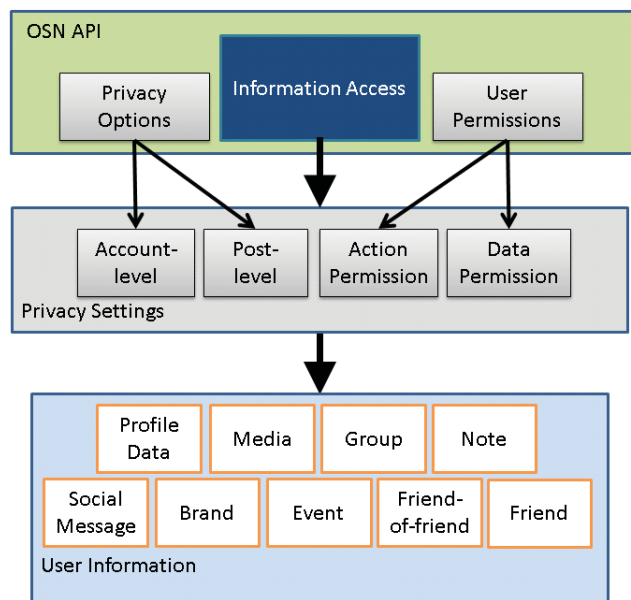 OSN API
Privacy
Options
Information Access
User
Permissions
Account-
level
Post-
level
Action
Permission
Data
Permission
Privacy Settings
Profile
Data
Media
Group
Note
Social
Message
Brand
Event
Friend-
of-friend
Friend
User Information